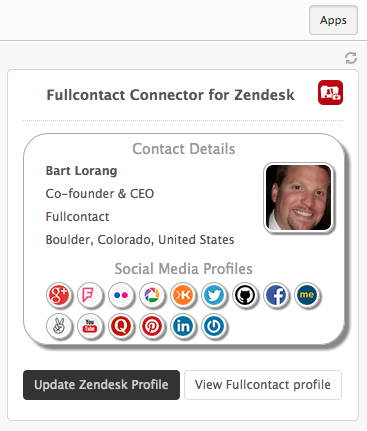 Apps
Fullcontact Connector for Zendesk
Contact Details
Bart Lorang
Co-founder & CEO
Fullcontact
Boulder, Colorado, United States
Social Media Profiles
g+ me
You Tube Q in
Update Zendesk Profile View Fullcontact profile